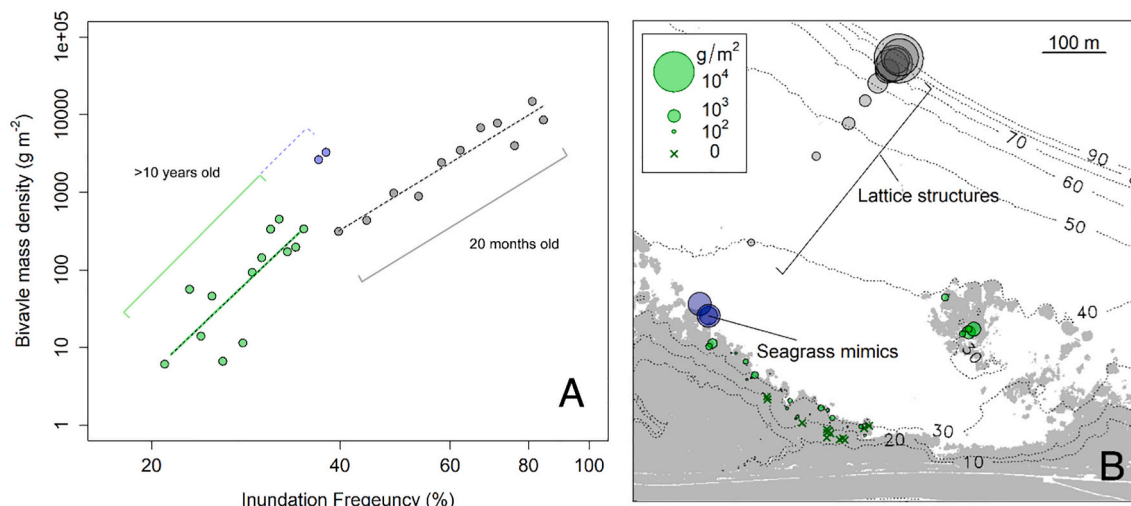 1e+05
10000
1000
100
10
1
Bivavle mass density (g m⁻²)
>10 years old
20 months old
A
20
40
60
80
100
Inundation Freqeuncy (%)
g/m²
10⁴
10³
10²
0
100 m
90
70
60
50
Lattice structures
40
Seagrass mimics
30
30
20
10
B